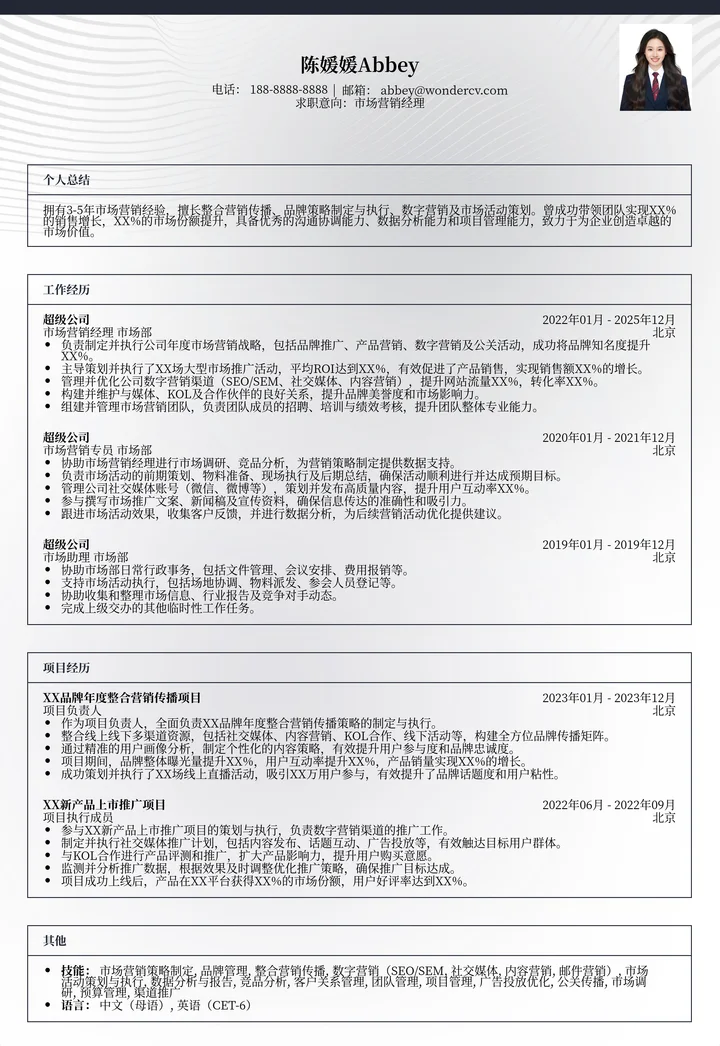 陈媛媛Abbey
电话： 188-8888-8888 | 邮箱： abbey@wondercv.com
求职意向：市场营销经理
个人总结
拥有3-5年市场营销经验，擅长整合营销传播、品牌策略制定与执行、数字营销及市场活动策划。曾成功带领团队实现XX%
的销售增长，XX%的市场份额提升，具备优秀的沟通协调能力、数据分析能力和项目管理能力，致力于为企业创造卓越的
市场价值。
工作经历
超级公司 2022年01月 - 2025年12月
市场营销经理 市场部 北京
• 负责制定并执行公司年度市场营销战略，包括品牌推广、产品营销、数字营销及公关活动，成功将品牌知名度提升
XX%。
• 主导策划并执行了XX场大型市场推广活动，平均ROI达到XX%，有效促进了产品销售，实现销售额XX%的增长。
• 管理并优化公司数字营销渠道（SEO/SEM、社交媒体、内容营销），提升网站流量XX%，转化率XX%。
• 构建并维护与媒体、KOL及合作伙伴的良好关系，提升品牌美誉度和市场影响力。
• 组建并管理市场营销团队，负责团队成员的招聘、培训与绩效考核，提升团队整体专业能力。
超级公司 2020年01月 - 2021年12月
市场营销专员 市场部 北京
• 协助市场营销经理进行市场调研、竞品分析，为营销策略制定提供数据支持。
• 负责市场活动的前期策划、物料准备、现场执行及后期总结，确保活动顺利进行并达成预期目标。
• 管理公司社交媒体账号（微信、微博等），策划并发布高质量内容，提升用户互动率XX%。
• 参与撰写市场推广文案、新闻稿及宣传资料，确保信息传达的准确性和吸引力。
• 跟进市场活动效果，收集客户反馈，并进行数据分析，为后续营销活动优化提供建议。
超级公司 2019年01月 - 2019年12月
市场助理 市场部 北京
• 协助市场部日常行政事务，包括文件管理、会议安排、费用报销等。
• 支持市场活动执行，包括场地协调、物料派发、参会人员登记等。
• 协助收集和整理市场信息、行业报告及竞争对手动态。
• 完成上级交办的其他临时性工作任务。
项目经历
XX品牌年度整合营销传播项目 2023年01月 - 2023年12月
项目负责人 北京
• 作为项目负责人，全面负责XX品牌年度整合营销传播策略的制定与执行。
• 整合线上线下多渠道资源，包括社交媒体、内容营销、KOL合作、线下活动等，构建全方位品牌传播矩阵。
• 通过精准的用户画像分析，制定个性化的内容策略，有效提升用户参与度和品牌忠诚度。
• 项目期间，品牌整体曝光量提升XX%，用户互动率提升XX%，产品销量实现XX%的增长。
• 成功策划并执行了XX场线上直播活动，吸引XX万用户参与，有效提升了品牌话题度和用户粘性。
XX新产品上市推广项目 2022年06月 - 2022年09月
项目执行成员 北京
• 参与XX新产品上市推广项目的策划与执行，负责数字营销渠道的推广工作。
• 制定并执行社交媒体推广计划，包括内容发布、话题互动、广告投放等，有效触达目标用户群体。
• 与KOL合作进行产品评测和推广，扩大产品影响力，提升用户购买意愿。
• 监测并分析推广数据，根据效果及时调整优化推广策略，确保推广目标达成。
• 项目成功上线后，产品在XX平台获得XX%的市场份额，用户好评率达到XX%。
其他
• 技能： 市场营销策略制定, 品牌管理, 整合营销传播, 数字营销（SEO/SEM, 社交媒体, 内容营销, 邮件营销）, 市场
活动策划与执行, 数据分析与报告, 竞品分析, 客户关系管理, 团队管理, 项目管理, 广告投放优化, 公关传播, 市场调
研, 预算管理, 渠道推广
• 语言： 中文（母语）, 英语（CET-6）